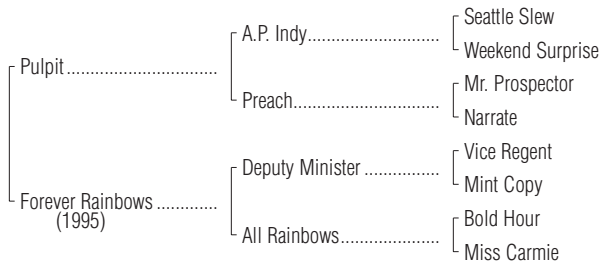 Seattle Slew
A.P. Indy............................
Weekend Surprise
Pulpit................................
Mr. Prospector
Preach...............................
Narrate
Vice Regent
Deputy Minister ................
Mint Copy
Forever Rainbows .............
(1995)
Bold Hour
All Rainbows.....................
Miss Carmie